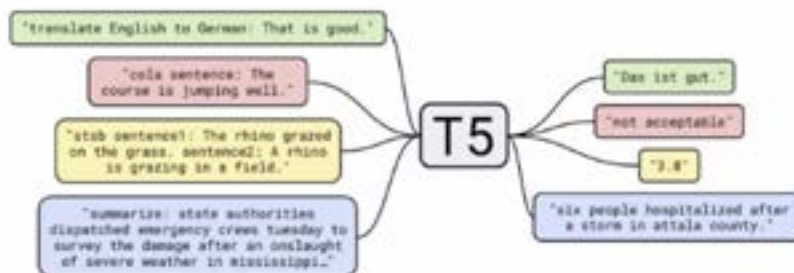 "translate English to German: That is good."
"cola sentence: The
course is jumping well."
"stsb sentence1: The rhino grazed
on the grass. sentence2: A rhino
is grazing in a field."
"summarize: state authorities
dispatched emergency crews tuesday to
survey the damage after an onslaught
of severe weather in mississippi…"
T5
"Das ist gut."
"not acceptable"
"3.8"
"six people hospitalized after
a storm in attala county."